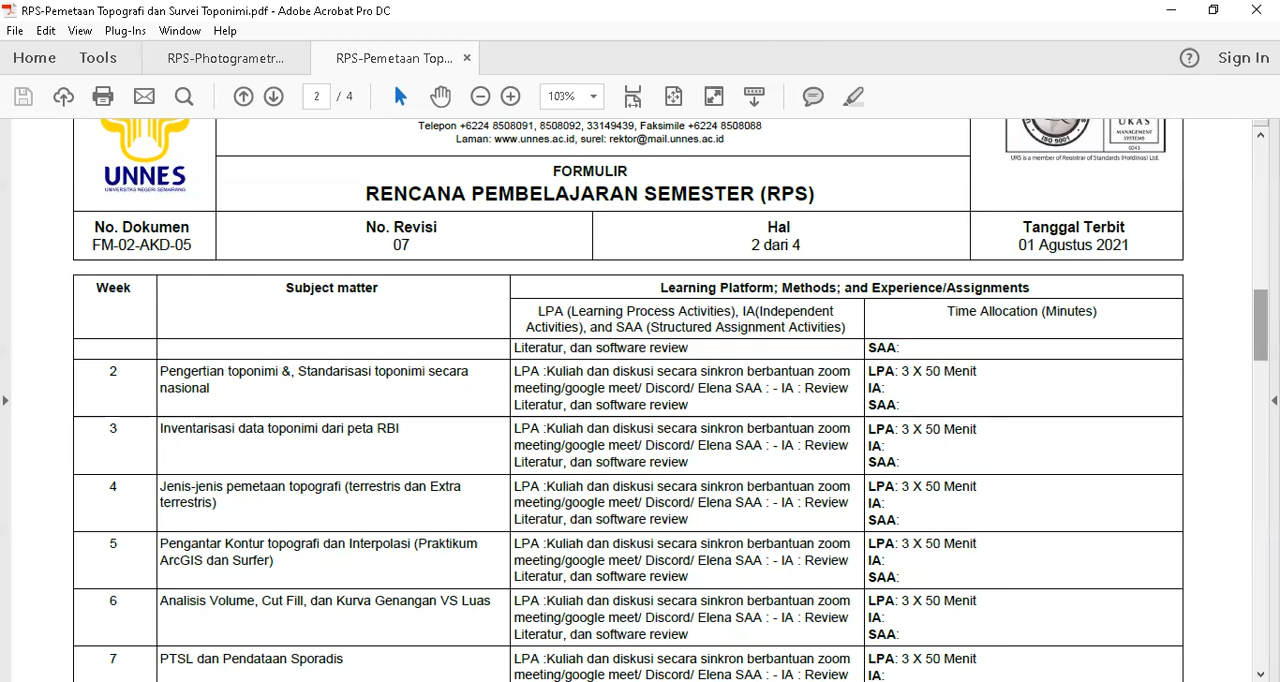 RPS-Pemetaan Topografi dan Survei Toponimi.pdf - Adobe Acrobat Pro DC
File Edit View Plug-Ins Window Help
Home Tools RPS-Photogrametr... RPS-Pemetaan Top... × ? Sign In
2 / 4 103%
Telepon +6224 8508091, 8508092, 33149439, Faksimile +6224 8508088
Laman: www.unnes.ac.id, surel: rektor@mail.unnes.ac.id
UNNES
UNIVERSITAS NEGERI SEMARANG
ISO 9001
UKAS
MANAGEMENT
SYSTEMS
0043
URS is a member of Registrar of Standards (Holdings) Ltd.
FORMULIR
RENCANA PEMBELAJARAN SEMESTER (RPS)
No. Dokumen No. Revisi Hal Tanggal Terbit
FM-02-AKD-05 07 2 dari 4 01 Agustus 2021
Week Subject matter Learning Platform; Methods; and Experience/Assignments
LPA (Learning Process Activities), IA(Independent Time Allocation (Minutes)
Activities), and SAA (Structured Assignment Activities)
Literatur, dan software review SAA:
2 Pengertian toponimi &, Standarisasi toponimi secara LPA :Kuliah dan diskusi secara sinkron berbantuan zoom LPA: 3 X 50 Menit
nasional meeting/google meet/ Discord/ Elena SAA : - IA : Review IA:
Literatur, dan software review SAA:
3 Inventarisasi data toponimi dari peta RBI LPA :Kuliah dan diskusi secara sinkron berbantuan zoom LPA: 3 X 50 Menit
meeting/google meet/ Discord/ Elena SAA : - IA : Review IA:
Literatur, dan software review SAA:
4 Jenis-jenis pemetaan topografi (terrestris dan Extra LPA :Kuliah dan diskusi secara sinkron berbantuan zoom LPA: 3 X 50 Menit
terrestris) meeting/google meet/ Discord/ Elena SAA : - IA : Review IA:
Literatur, dan software review SAA:
5 Pengantar Kontur topografi dan Interpolasi (Praktikum LPA :Kuliah dan diskusi secara sinkron berbantuan zoom LPA: 3 X 50 Menit
ArcGIS dan Surfer) meeting/google meet/ Discord/ Elena SAA : - IA : Review IA:
Literatur, dan software review SAA:
6 Analisis Volume, Cut Fill, dan Kurva Genangan VS Luas LPA :Kuliah dan diskusi secara sinkron berbantuan zoom LPA: 3 X 50 Menit
meeting/google meet/ Discord/ Elena SAA : - IA : Review IA:
Literatur, dan software review SAA:
7 PTSL dan Pendataan Sporadis LPA :Kuliah dan diskusi secara sinkron berbantuan zoom LPA: 3 X 50 Menit
meeting/google meet/ Discord/ Elena SAA : - IA : Review IA: